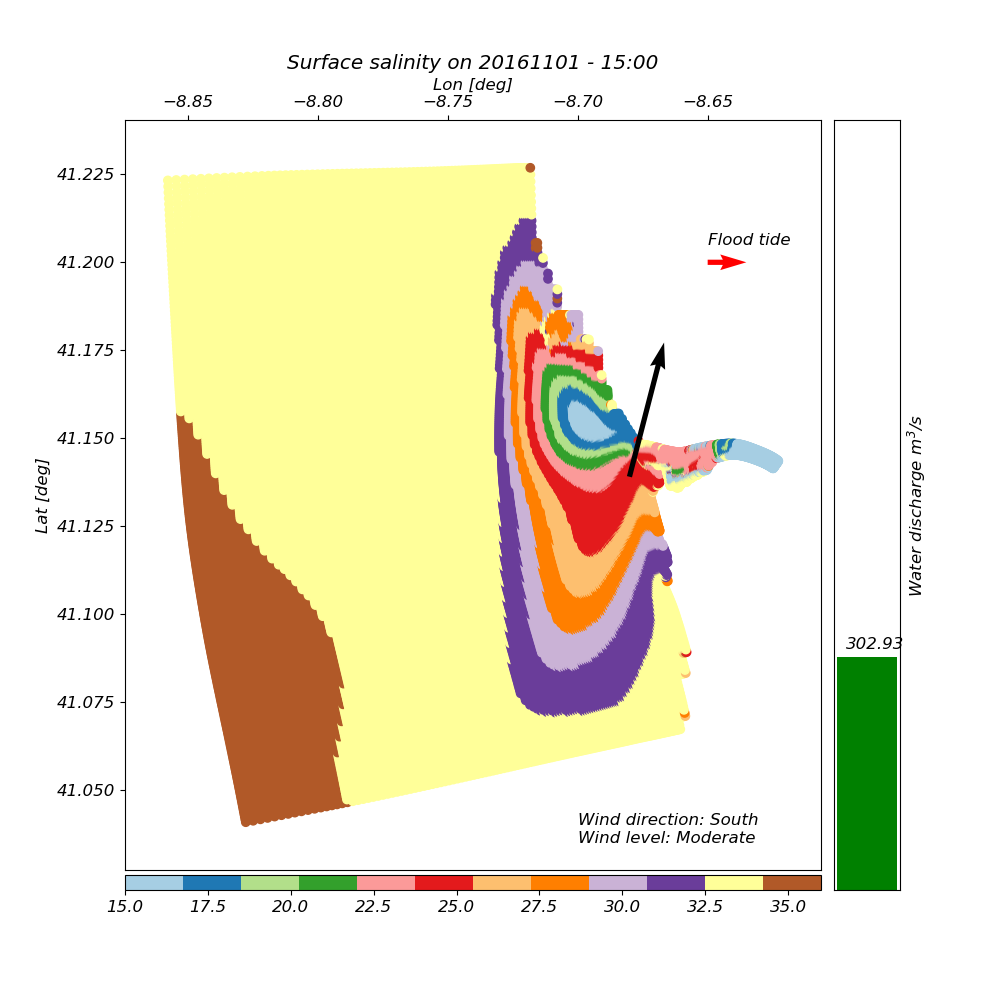 Surface salinity on 20161101 - 15:00
Lon [deg]
−8.85 −8.80 −8.75 −8.70 −8.65
41.225
41.200
41.175
41.150
41.125
41.100
41.075
41.050
Lat [deg]
Flood tide
Wind direction: South
Wind level: Moderate
15.0 17.5 20.0 22.5 25.0 27.5 30.0 32.5 35.0
302.93
Water discharge m³/s